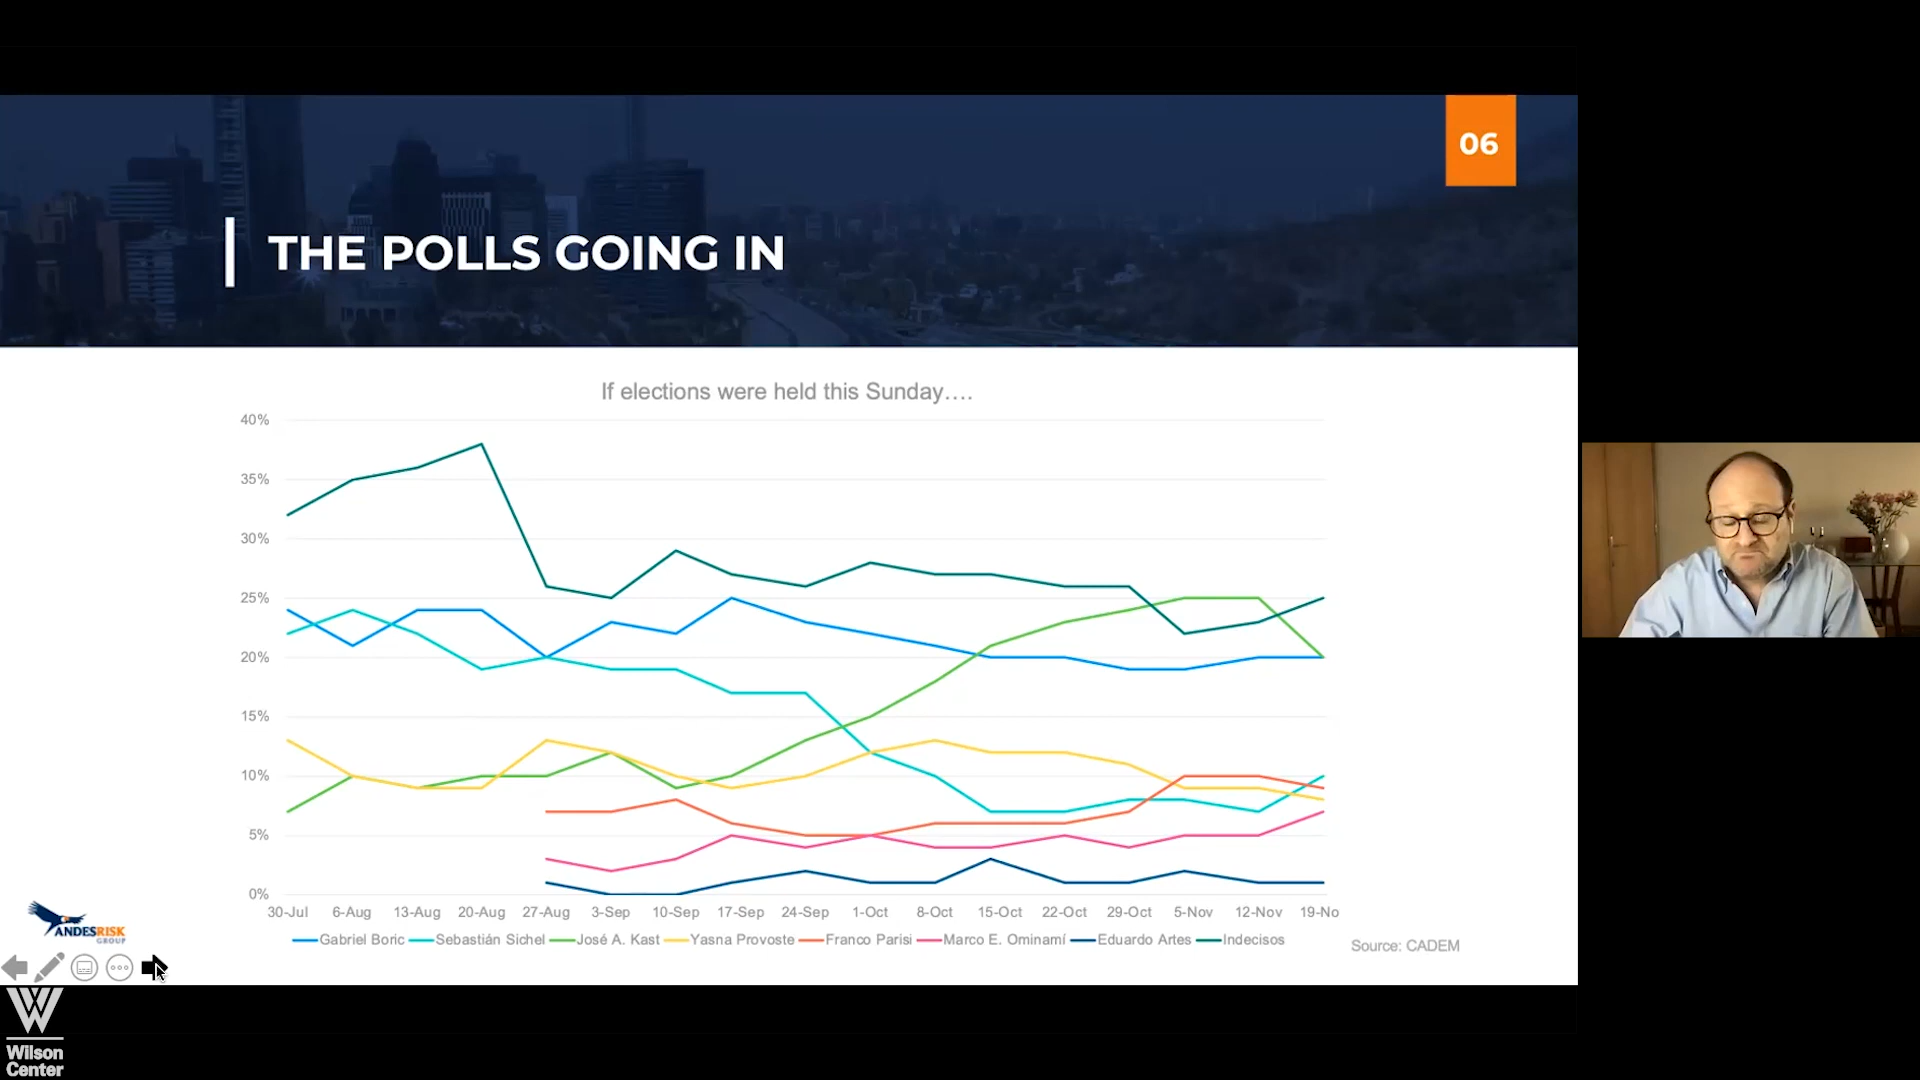 06
THE POLLS GOING IN
If elections were held this Sunday….
40%
35%
30%
25%
20%
15%
10%
5%
0%
30-Jul 6-Aug 13-Aug 20-Aug 27-Aug 3-Sep 10-Sep 17-Sep 24-Sep 1-Oct 8-Oct 15-Oct 22-Oct 29-Oct 5-Nov 12-Nov 19-No
Gabriel Boric Sebastián Sichel José A. Kast Yasna Provoste Franco Parisi Marco E. Ominamí Eduardo Artes Indecisos
Source: CADEM
ANDESRISK
GROUP
Wilson
Center